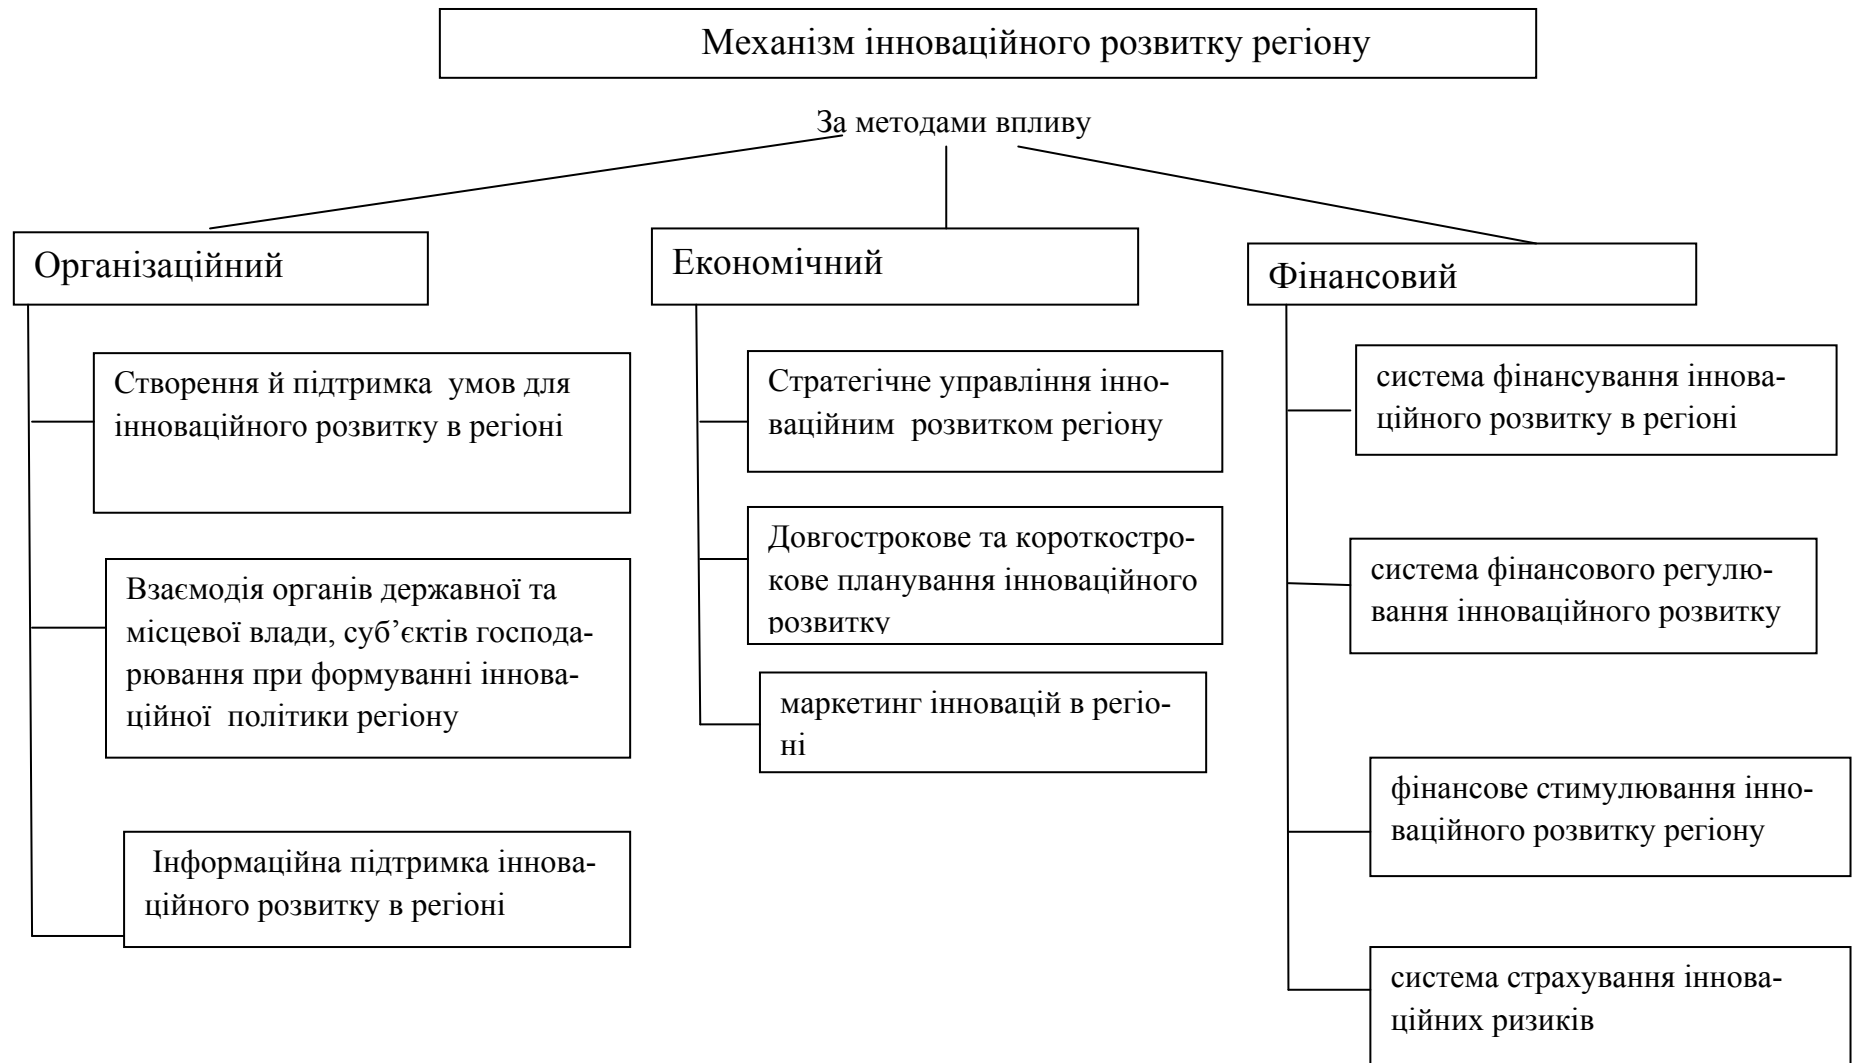 Механізм інноваційного розвитку регіону
За методами впливу
Організаційний
Створення й підтримка умов для
інноваційного розвитку в регіоні
Взаємодія органів державної та
місцевої влади, суб’єктів господа-
рювання при формуванні іннова-
ційної політики регіону
Інформаційна підтримка іннова-
ційного розвитку в регіоні
Економічний
Стратегічне управління інно-
ваційним розвитком регіону
Довгострокове та короткостро-
кове планування інноваційного
розвитку
маркетинг інновацій в регіо-
ні
Фінансовий
система фінансування іннова-
ційного розвитку в регіоні
система фінансового регулю-
вання інноваційного розвитку
фінансове стимулювання інно-
ваційного розвитку регіону
система страхування іннова-
ційних ризиків